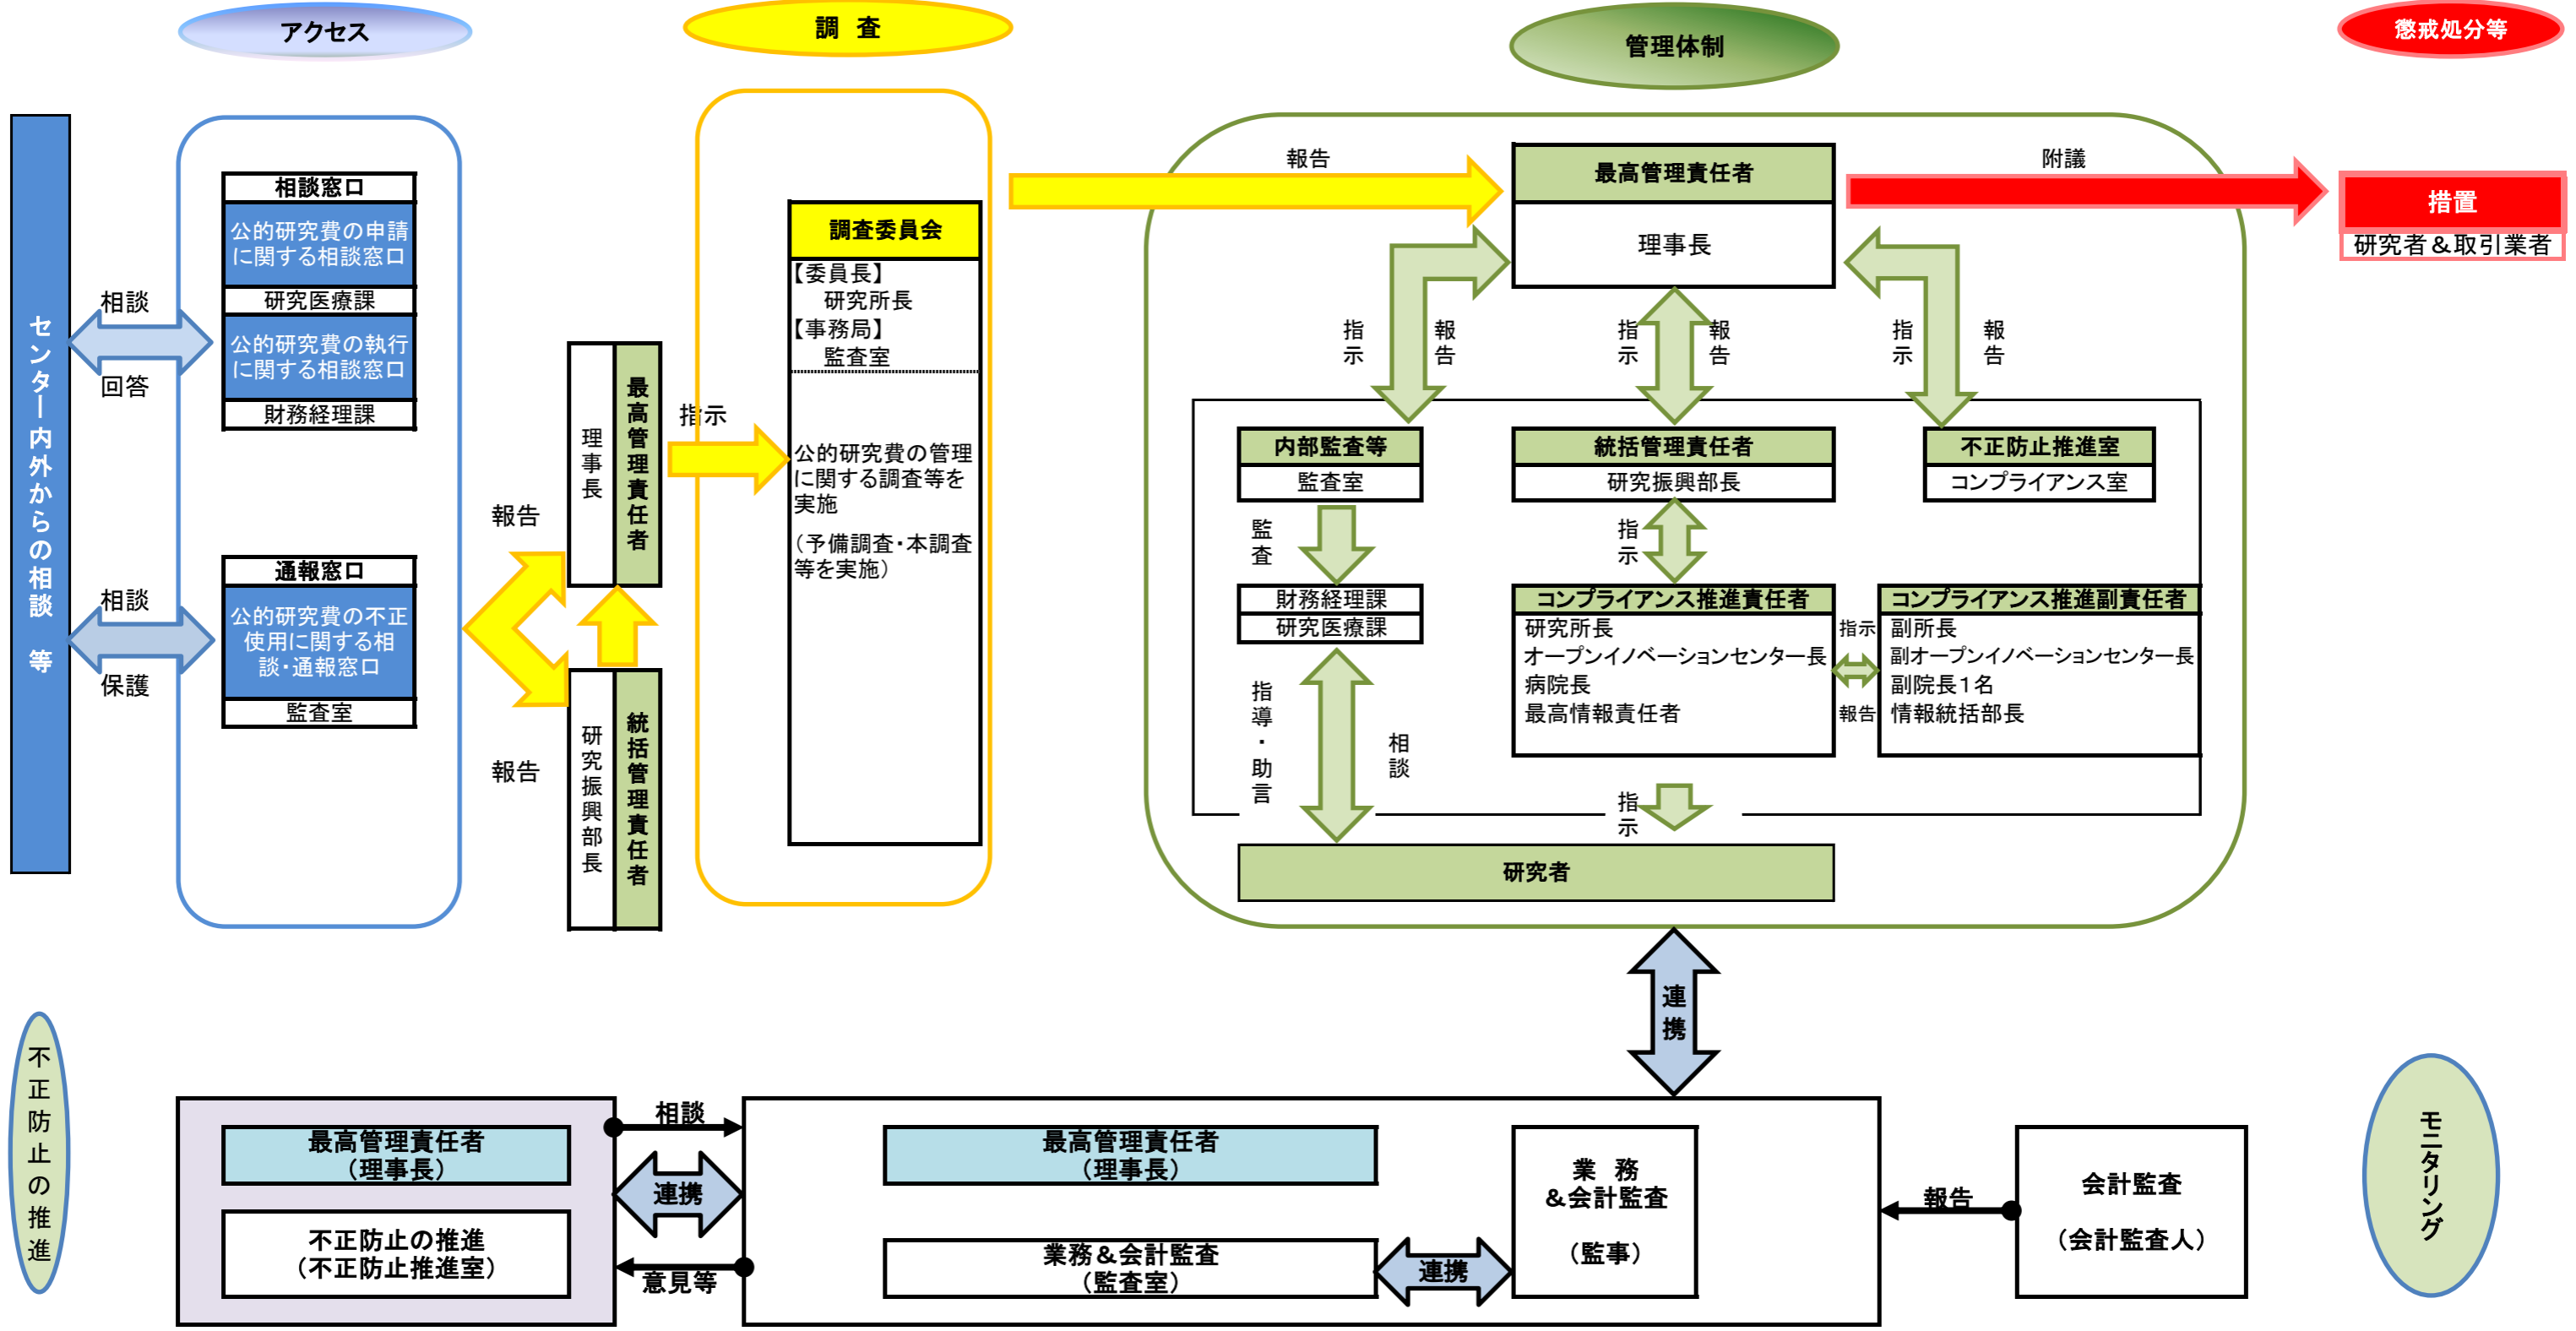 アクセス
調　査
管理体制
懲戒処分等
センター内外からの相談　等
相談
回答
相談
保護
相談窓口
公的研究費の申請
に関する相談窓口
研究医療課
公的研究費の執行
に関する相談窓口
財務経理課
通報窓口
公的研究費の不正
使用に関する相
談・通報窓口
監査室
報告
報告
理事長
最高管理責任者
研究振興部長
統括管理責任者
指示
調査委員会
【委員長】
研究所長
【事務局】
監査室
公的研究費の管理
に関する調査等を
実施
（予備調査・本調査
等を実施）
報告
最高管理責任者
理事長
附議
措置
研究者＆取引業者
指示
報告
指示
報告
指示
報告
内部監査等
監査室
統括管理責任者
研究振興部長
不正防止推進室
コンプライアンス室
監査
指示
財務経理課
研究医療課
コンプライアンス推進責任者
研究所長
オープンイノベーションセンター長
病院長
最高情報責任者
指示
報告
コンプライアンス推進副責任者
副所長
副オープンイノベーションセンター長
副院長１名
情報統括部長
指導・助言
相談
指示
研究者
連携
不正防止の推進
最高管理責任者
（理事長）
不正防止の推進
（不正防止推進室）
相談
連携
意見等
最高管理責任者
（理事長）
業務＆会計監査
（監査室）
連携
業　務
＆会計監査
（監事）
報告
会計監査
（会計監査人）
モニタリング